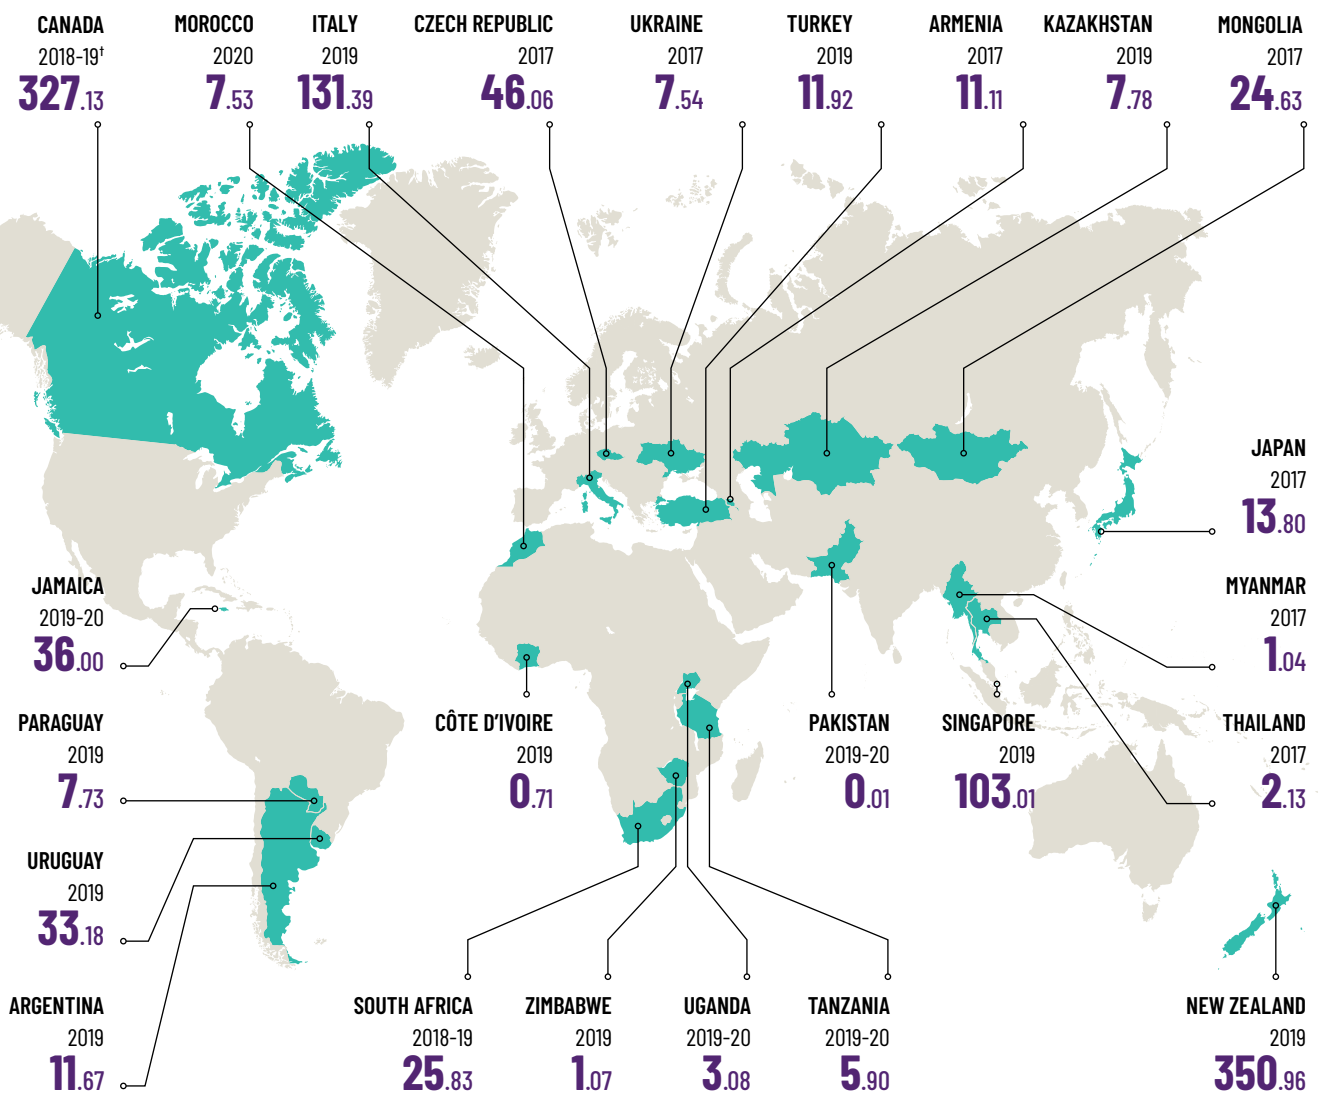 CANADA
2018-19†
327.13
MOROCCO
2020
7.53
ITALY
2019
131.39
CZECH REPUBLIC
2017
46.06
UKRAINE
2017
7.54
TURKEY
2019
11.92
ARMENIA
2017
11.11
KAZAKHSTAN
2019
7.78
MONGOLIA
2017
24.63
JAPAN
2017
13.80
JAMAICA
2019-20
36.00
MYANMAR
2017
1.04
PARAGUAY
2019
7.73
CÔTE D'IVOIRE
2019
0.71
PAKISTAN
2019-20
0.01
SINGAPORE
2019
103.01
THAILAND
2017
2.13
URUGUAY
2019
33.18
ARGENTINA
2019
11.67
SOUTH AFRICA
2018-19
25.83
ZIMBABWE
2019
1.07
UGANDA
2019-20
3.08
TANZANIA
2019-20
5.90
NEW ZEALAND
2019
350.96